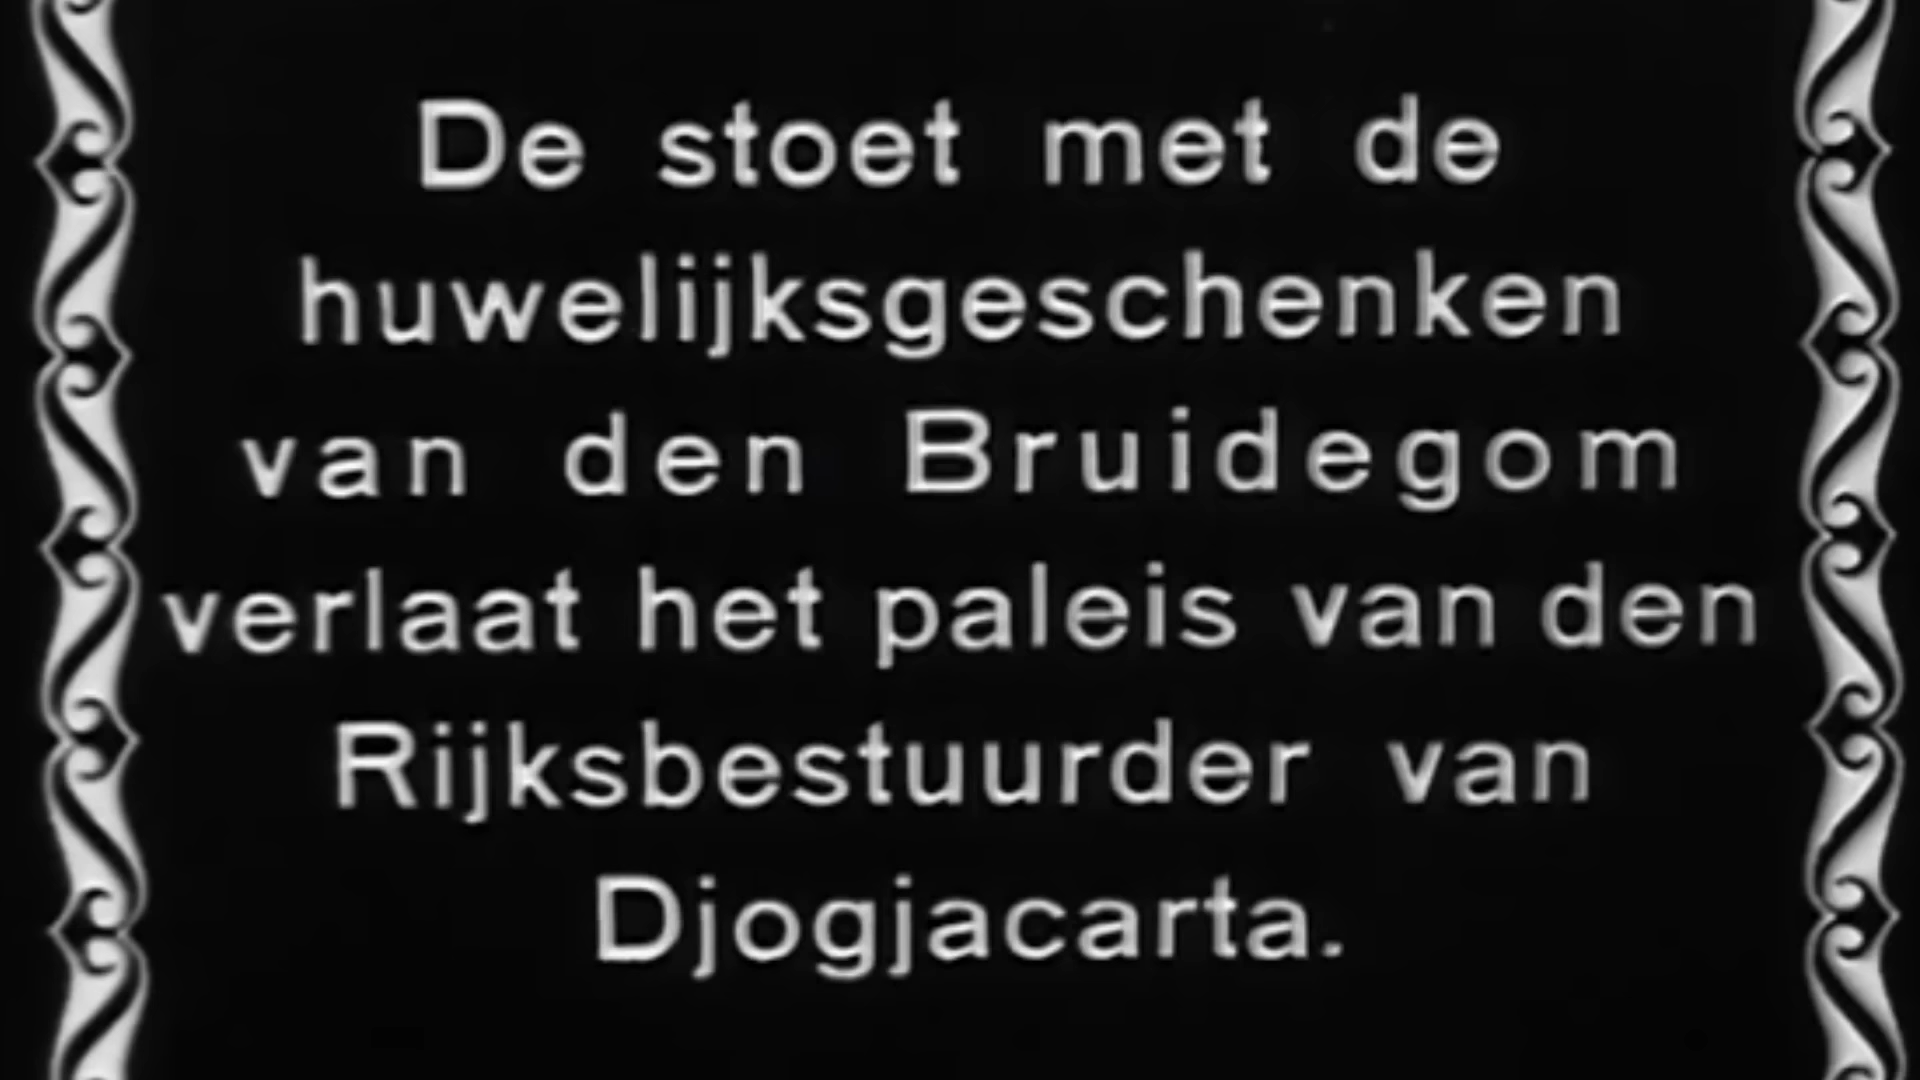 De stoet met de
huwelijksgeschenken
van den Bruidegom
verlaat het paleis van den
Rijksbestuurder van
Djogjacarta.